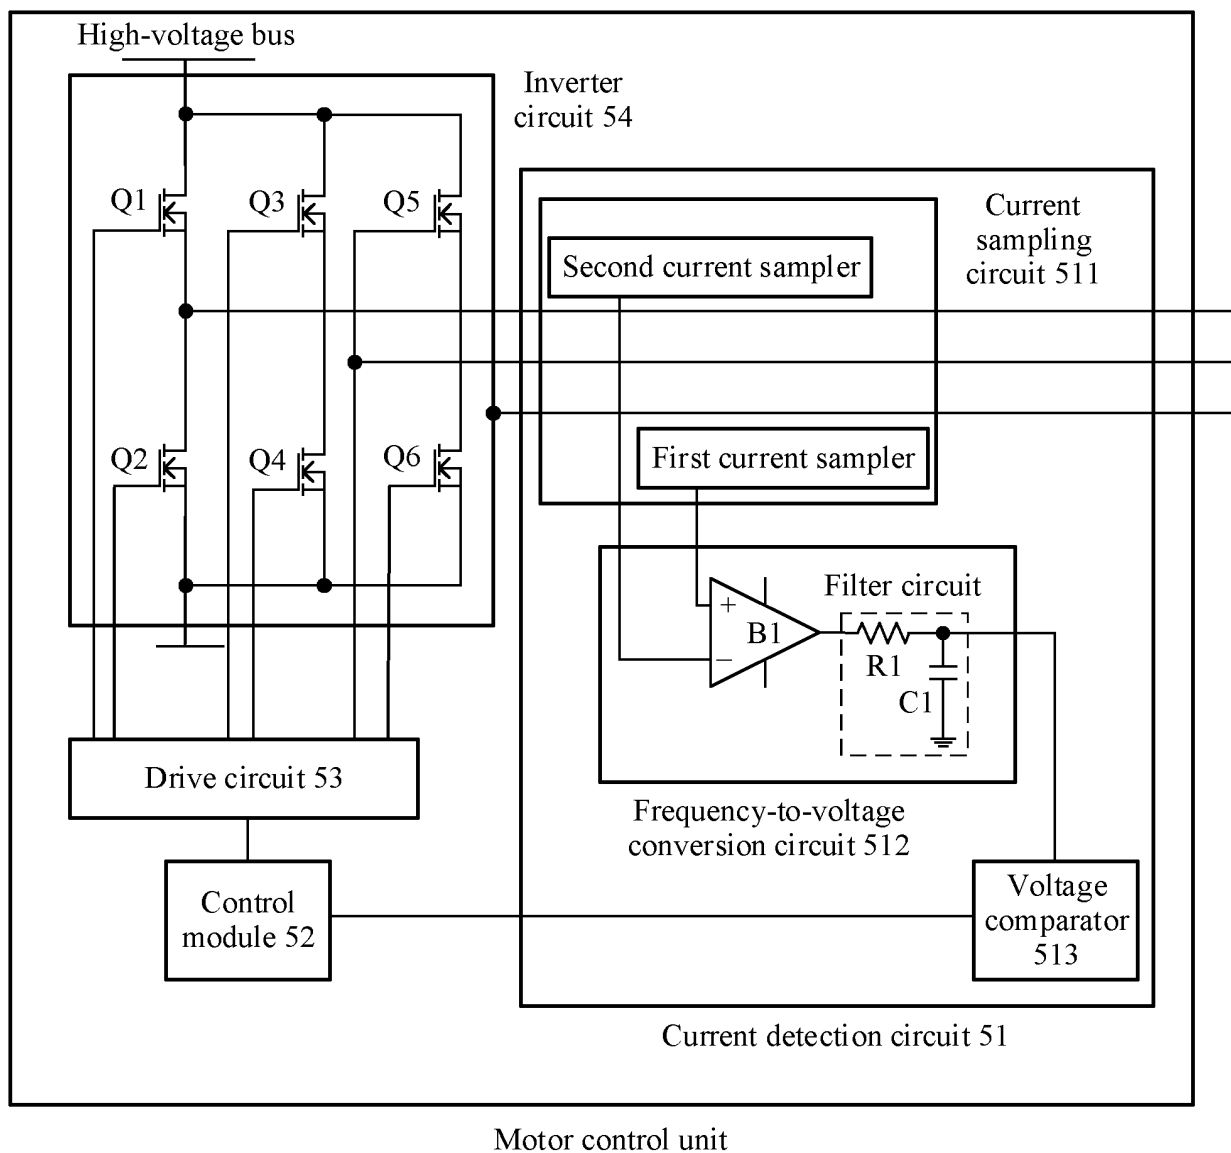 High-voltage bus
Inverter
circuit 54
Q1
Q3
Q5
Current
sampling
circuit 511
Second current sampler
Q2
Q4
Q6
First current sampler
Filter circuit
+
B1
−
R1
C1
Drive circuit 53
Frequency-to-voltage
conversion circuit 512
Control
module 52
Voltage
comparator
513
Current detection circuit 51
Motor control unit